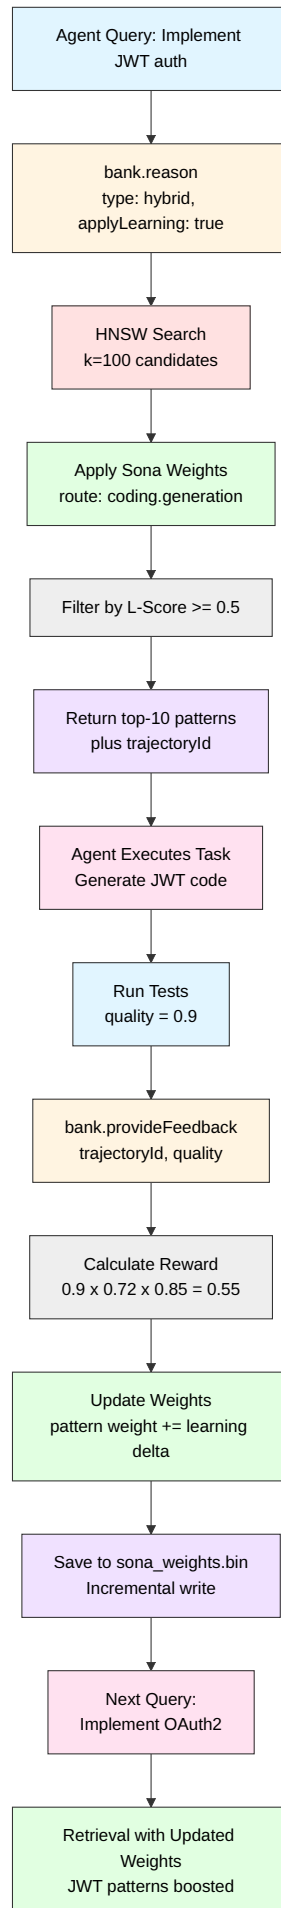 Agent Query: Implement
JWT auth
bank.reason
type: hybrid,
applyLearning: true
HNSW Search
k=100 candidates
Apply Sona Weights
route: coding.generation
Filter by L-Score >= 0.5
Return top-10 patterns
plus trajectoryId
Agent Executes Task
Generate JWT code
Run Tests
quality = 0.9
bank.provideFeedback
trajectoryId, quality
Calculate Reward
0.9 x 0.72 x 0.85 = 0.55
Update Weights
pattern weight += learning
delta
Save to sona_weights.bin
Incremental write
Next Query:
Implement OAuth2
Retrieval with Updated
Weights
JWT patterns boosted